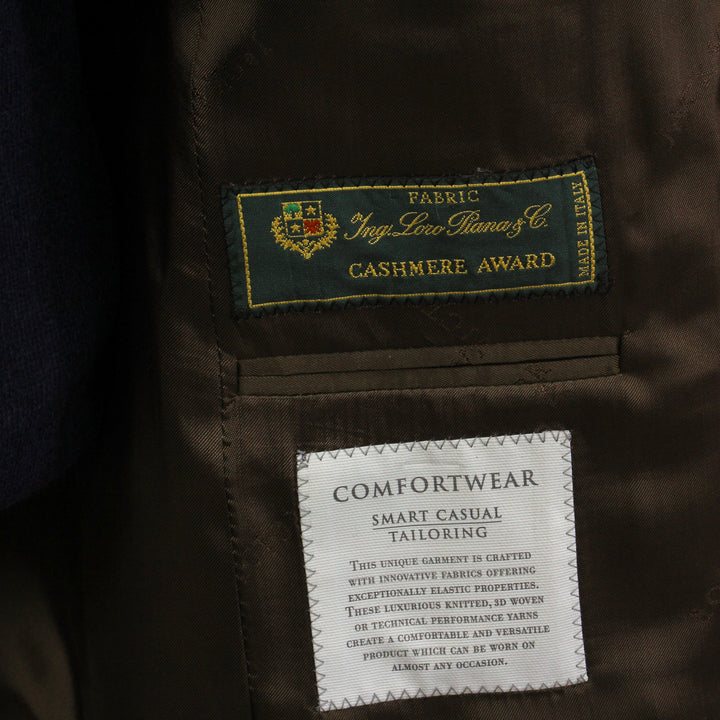 FABRIC
Ing. Loro Piana & C.
CASHMERE AWARD
MADE IN ITALY
COMFORTWEAR
SMART CASUAL
TAILORING
THIS UNIQUE GARMENT IS CRAFTED
WITH INNOVATIVE FABRICS OFFERING
EXCEPTIONALLY ELASTIC PROPERTIES.
THESE LUXURIOUS KNITTED, 3D WOVEN
OR TECHNICAL PERFORMANCE YARNS
CREATE A COMFORTABLE AND VERSATILE
PRODUCT WHICH CAN BE WORN ON
ALMOST ANY OCCASION.